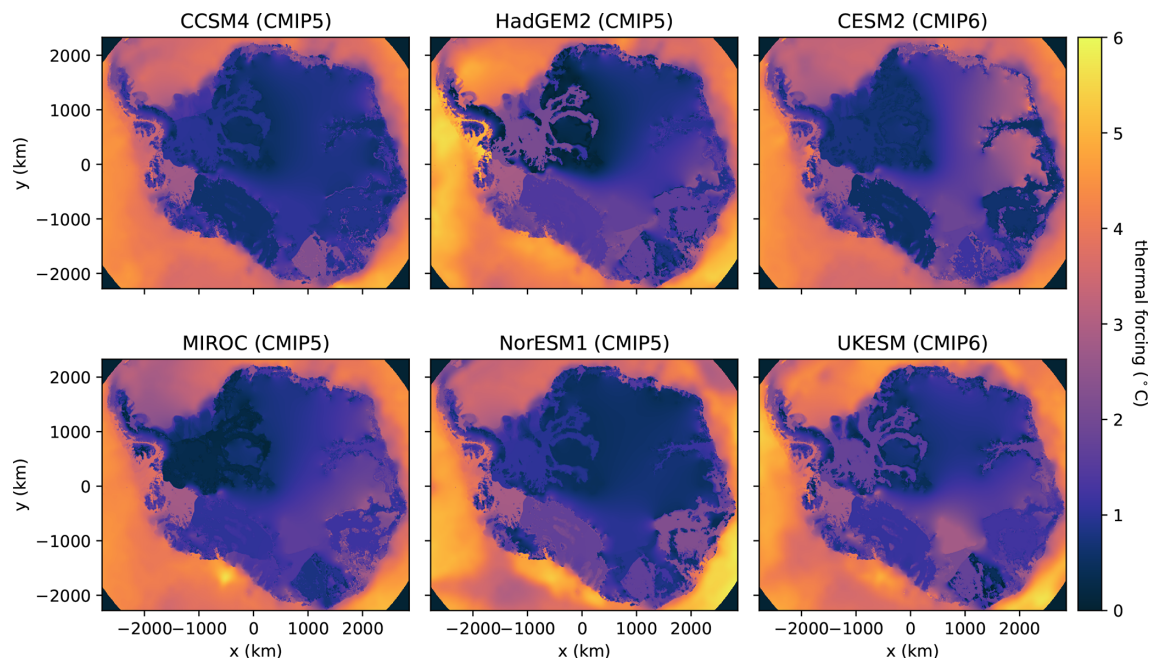 CCSM4 (CMIP5)
HadGEM2 (CMIP5)
CESM2 (CMIP6)
2000
1000
0
−1000
−2000
y (km)
6
5
4
3
2
1
0
thermal forcing (°C)
MIROC (CMIP5)
NorESM1 (CMIP5)
UKESM (CMIP6)
2000
1000
0
−1000
−2000
y (km)
−2000−1000 0 1000 2000
−2000−1000 0 1000 2000
−2000−1000 0 1000 2000
x (km)
x (km)
x (km)